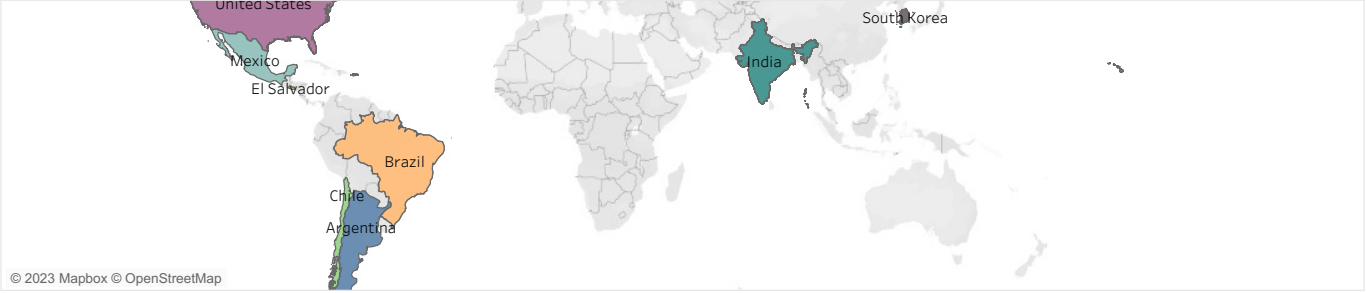 United States
South Korea
Mexico
India
El Salvador
Brazil
Chile
Argentina
© 2023 Mapbox © OpenStreetMap